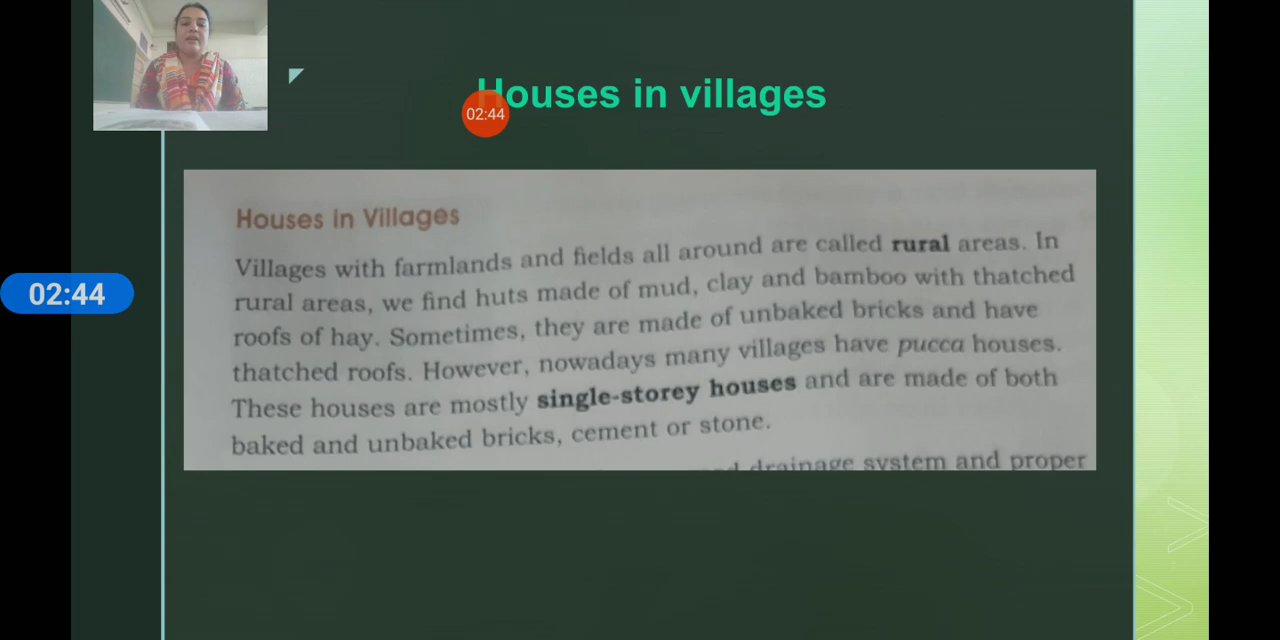 Houses in villages
02:44
02:44
Houses in Villages
Villages with farmlands and fields all around are called rural areas. In
rural areas, we find huts made of mud, clay and bamboo with thatched
roofs of hay. Sometimes, they are made of unbaked bricks and have
thatched roofs. However, nowadays many villages have pucca houses.
These houses are mostly single-storey houses and are made of both
baked and unbaked bricks, cement or stone.
drainage system and proper